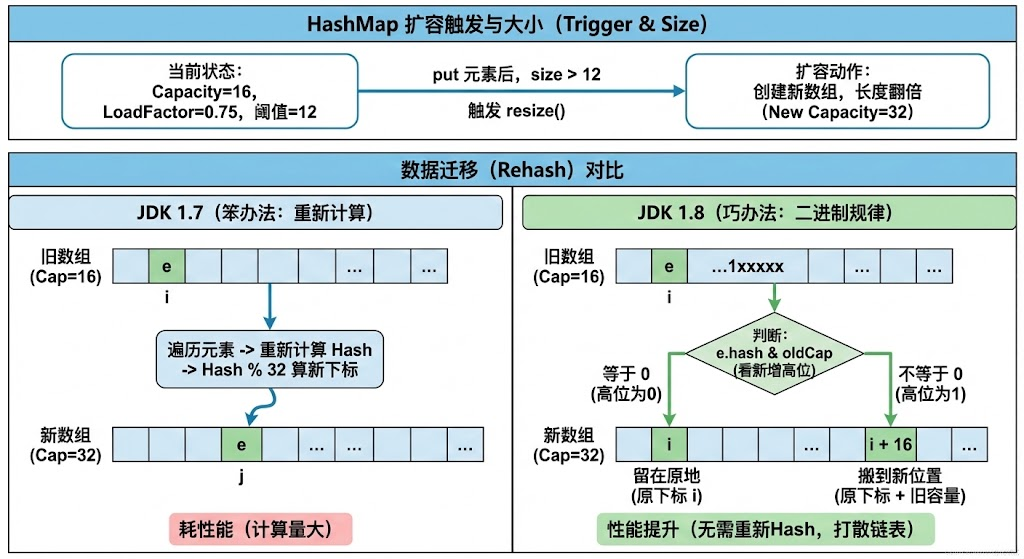 HashMap 扩容触发与大小（Trigger & Size）
当前状态：
Capacity=16,
LoadFactor=0.75，阈值=12
put 元素后，size > 12
触发 resize()
扩容动作：
创建新数组，长度翻倍
（New Capacity=32）
数据迁移（Rehash）对比
JDK 1.7（笨办法：重新计算）
旧数组
(Cap=16)
e
...
...
i
遍历元素 -> 重新计算 Hash
-> Hash % 32 算新下标
新数组
(Cap=32)
e
...
...
...
j
耗性能（计算量大）
JDK 1.8（巧办法：二进制规律）
旧数组
(Cap=16)
e
...1xxxxx
...
...
i
判断：
e.hash & oldCap
(看新增高位)
等于 0
(高位为0)
不等于 0
(高位为1)
新数组
(Cap=32)
i
...
i + 16
...
留在原地
(原下标 i)
搬到新位置
(原下标 + 旧容量)
性能提升（无需重新Hash，打散链表）